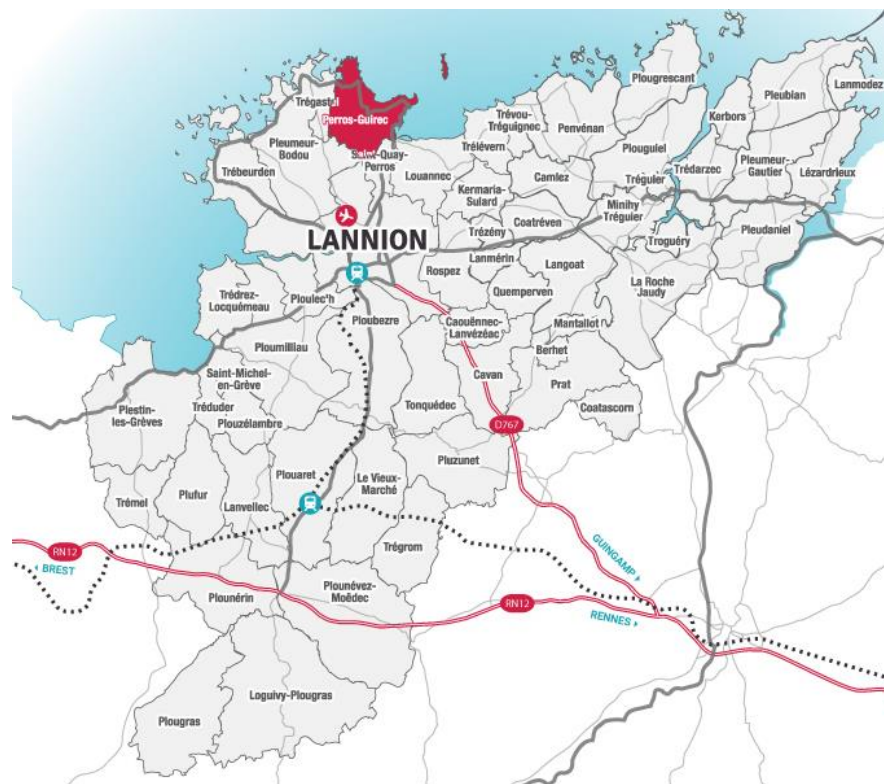 Plougrescant
Lanmodez
Pleubian
Kerbors
Trégastel
Perros-Guirec
Trévou-
Tréguignec
Penvénan
Plouguiel
Pleumeur-
Bodou
Saint-Quay-
Perros
Trélévern
Trébeurden
Louannec
Camlez
Tréguier
Trédarzec
Pleumeur-
Gautier
Lézardrieux
Kermaria-
Sulard
Minihy
Tréguier
Trézény
Coatréven
Troguéry
Pleudaniel
LANNION
Rospez
Lanmérin
Langoat
Quemperven
La Roche
Jaudy
Trédrez-
Locquémeau
Ploulec'h
Ploubezre
Caouënnec-
Lanvézéac
Mantallot
Berhet
Ploumilliau
Saint-Michel-
en-Grève
Cavan
Prat
Plestin-
les-Grèves
Tréduder
Plouzélambre
Tonquédec
Coatascorn
D767
Plouaret
Le Vieux-
Marché
Pluzunet
Trémel
Plufur
Lanvellec
Trégrom
GUINGAMP
RN12
BREST
Plounérin
Plounévez-
Moëdec
RN12
RENNES
Loguivy-Plougras
Plougras